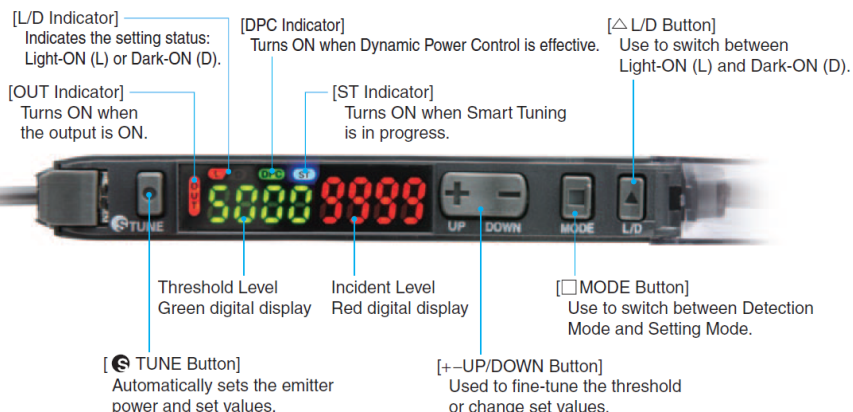 [L/D Indicator]
Indicates the setting status:
Light-ON (L) or Dark-ON (D).
[DPC Indicator]
Turns ON when Dynamic Power Control is effective.
[△ L/D Button]
Use to switch between
Light-ON (L) and Dark-ON (D).
[OUT Indicator]
Turns ON when
the output is ON.
[ST Indicator]
Turns ON when Smart Tuning
is in progress.
L DPC ST
OUT
5000 9999
S TUNE
UP DOWN MODE L/D
Threshold Level
Green digital display
Incident Level
Red digital display
[□ MODE Button]
Use to switch between Detection
Mode and Setting Mode.
[S TUNE Button]
Automatically sets the emitter
power and set values.
[+−UP/DOWN Button]
Used to fine-tune the threshold
or change set values.